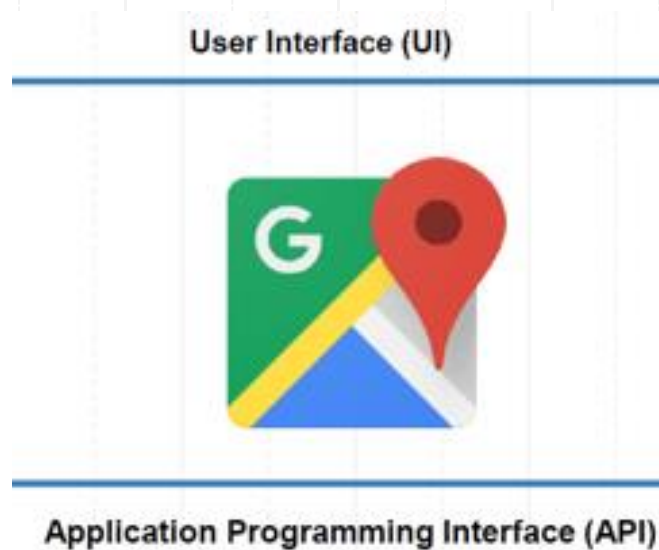 User Interface (UI)
G
Application Programming Interface (API)